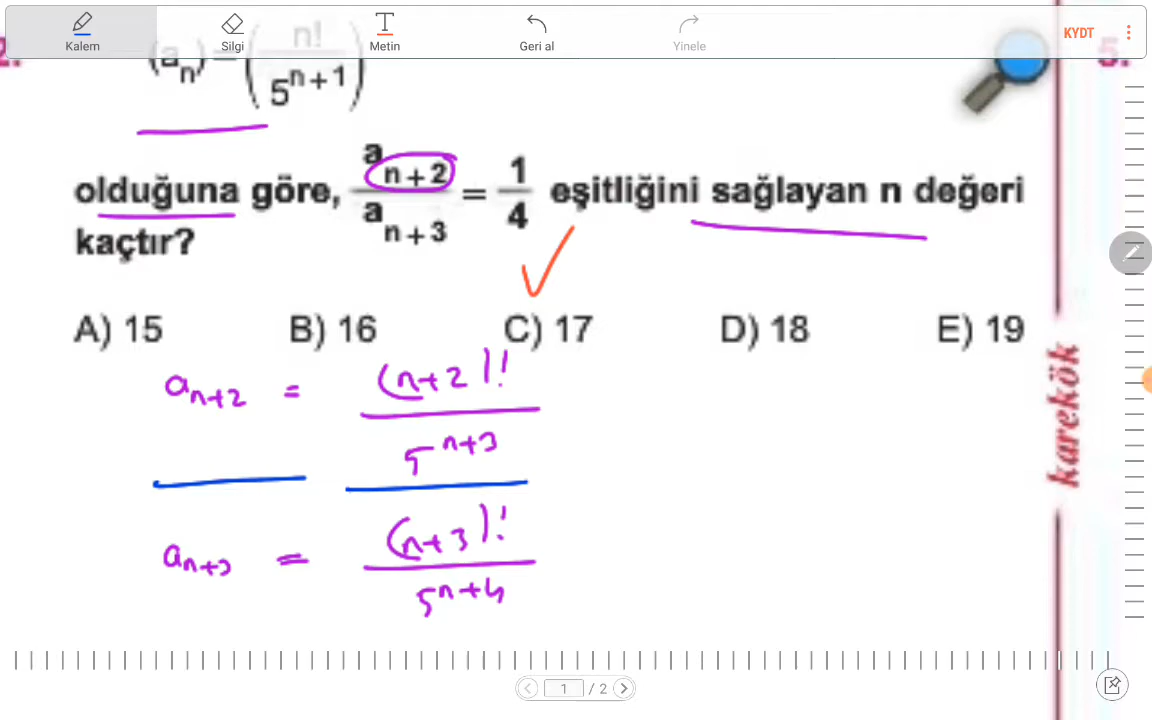 Kalem Silgi Metin Geri al Yinele KYDT
2. (aₙ) = (n! / 5ⁿ⁺¹) 5.
olduğuna göre, aₙ₊₂ / aₙ₊₃ = 1/4 eşitliğini sağlayan n değeri
kaçtır?
A) 15 B) 16 C) 17 D) 18 E) 19
aₙ₊₂ = (n+2)! / 5ⁿ⁺³
aₙ₊₃ = (n+3)! / 5ⁿ⁺⁴
karekök
1 / 2